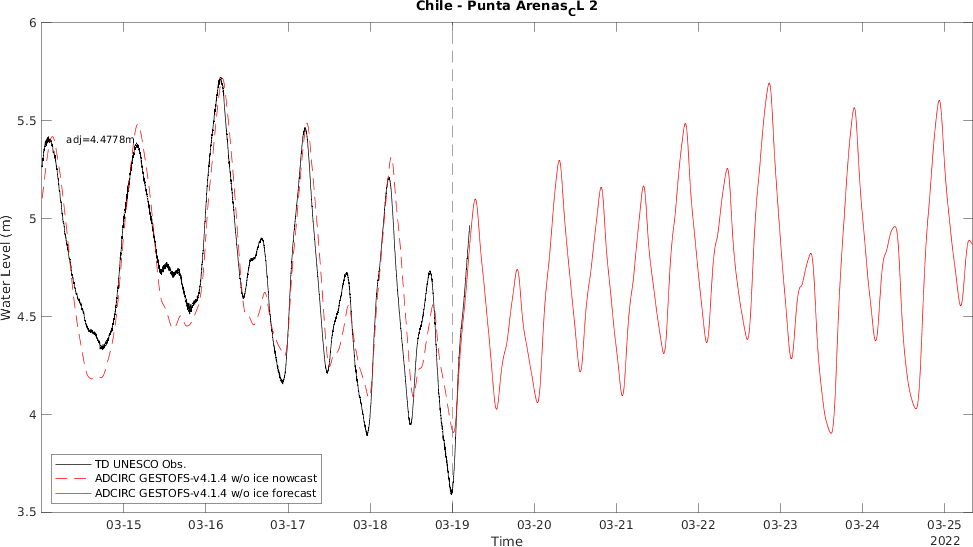 Chile - Punta Arenas_CL 2
6
5.5
5
4.5
4
3.5
Water Level (m)
adj=4.4778m
TD UNESCO Obs.
ADCIRC GESTOFS-v4.1.4 w/o ice nowcast
ADCIRC GESTOFS-v4.1.4 w/o ice forecast
03-15 03-16 03-17 03-18 03-19 03-20 03-21 03-22 03-23 03-24 03-25
Time
2022